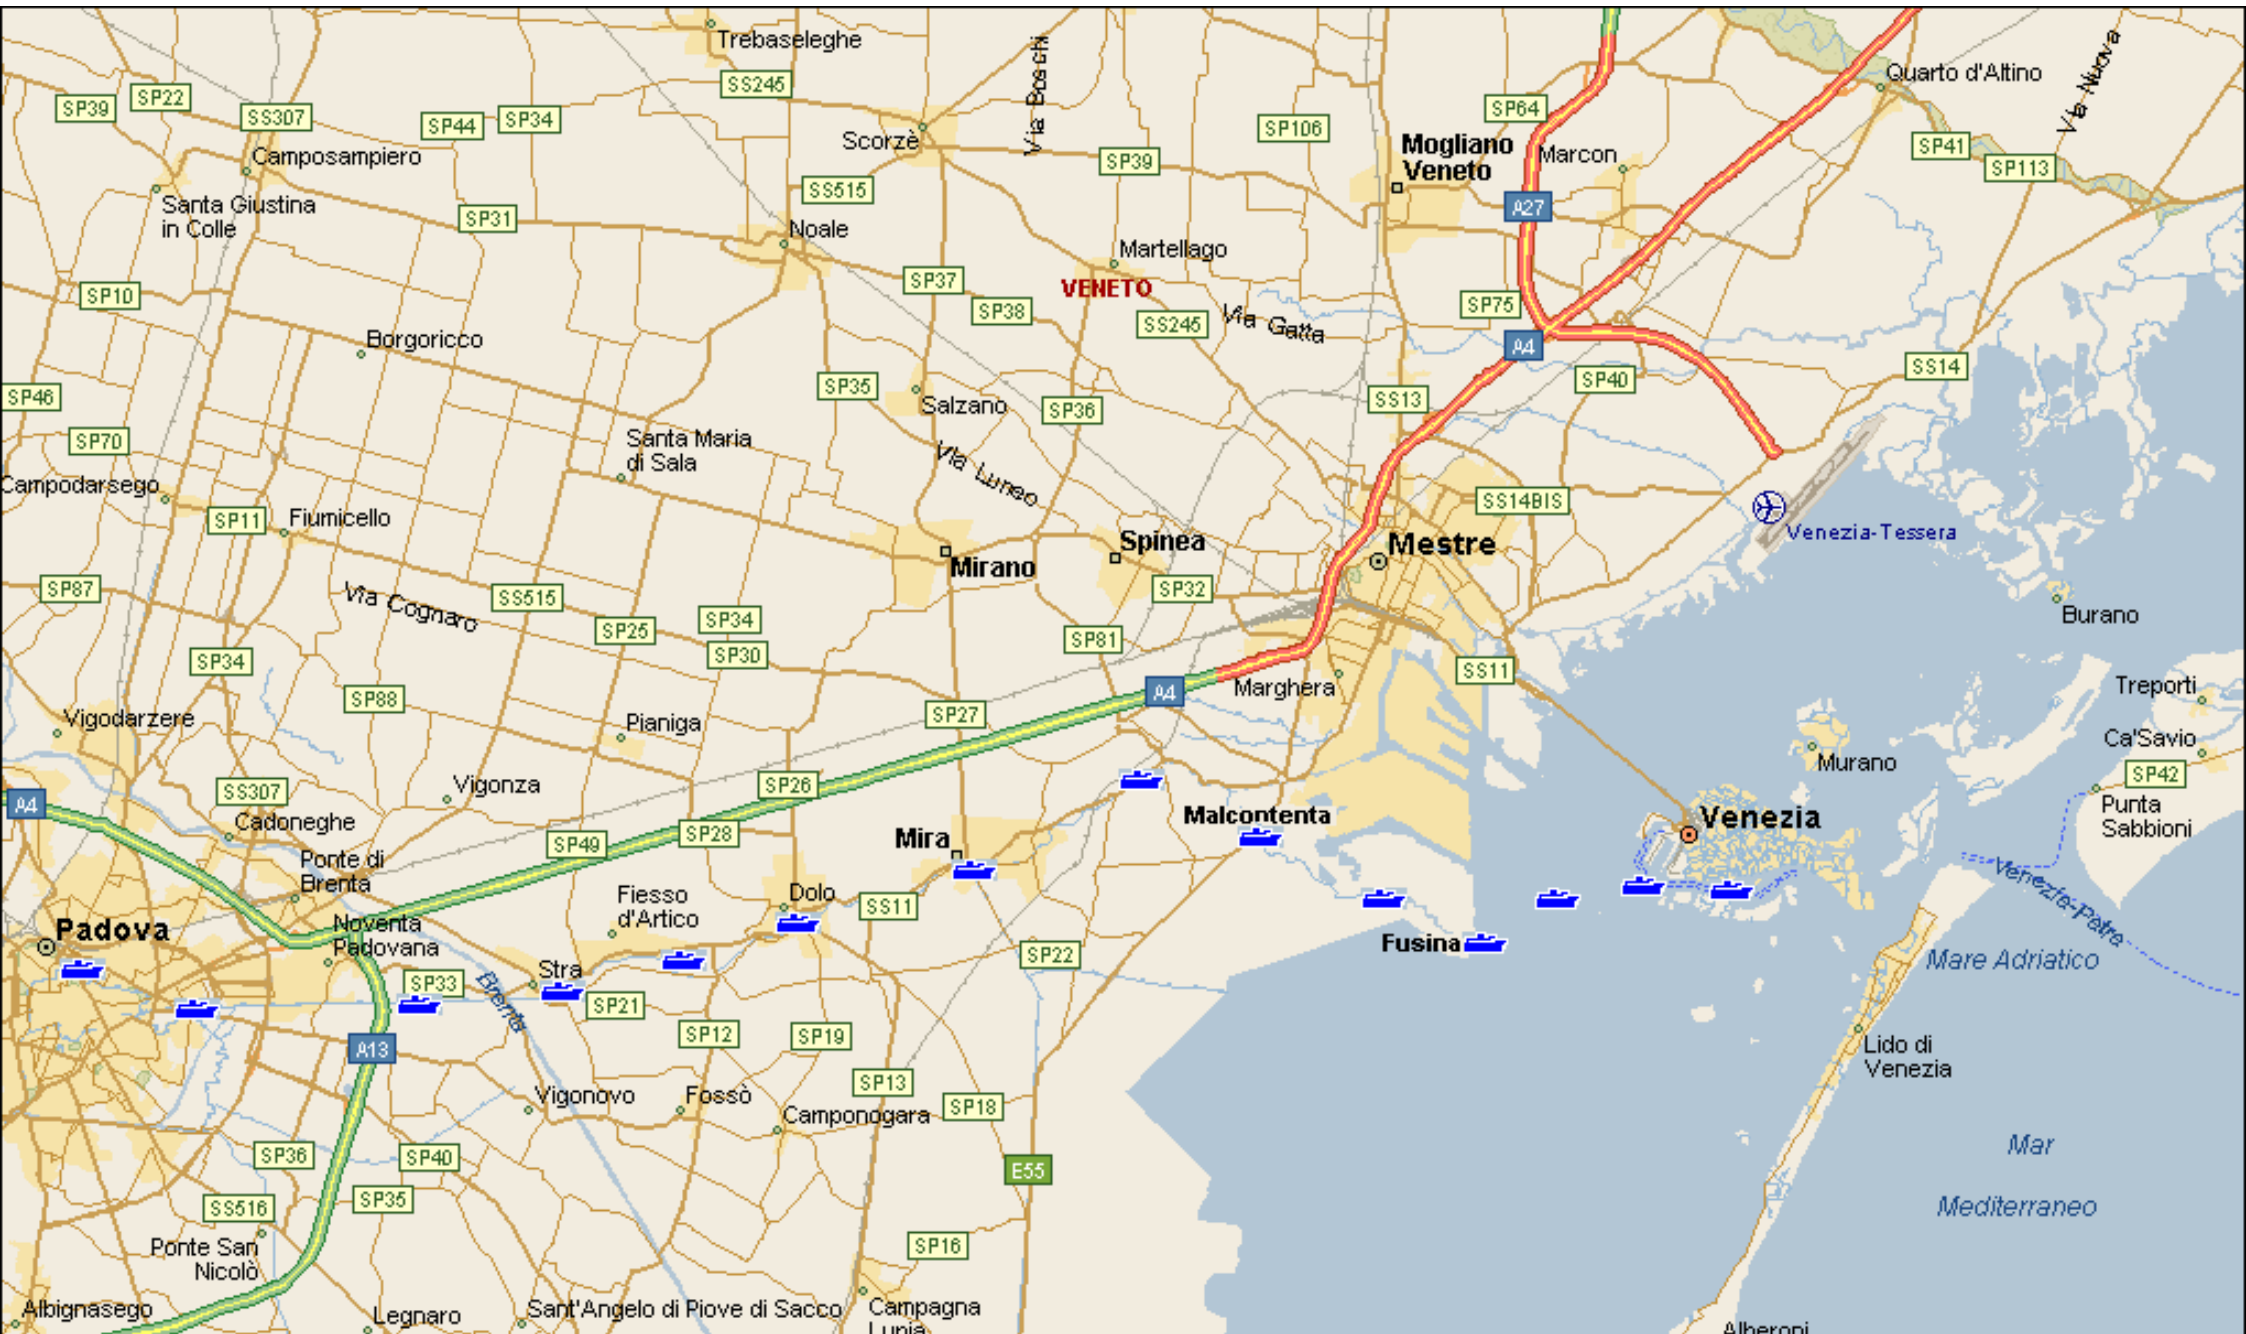 Trebaseleghe
SS245
Via Boschi
Quarto d'Altino
Via Nuova
SP39
SP22
SS307
SP44
SP34
Scorzè
SP39
SP106
SP64
Mogliano
Veneto
Marcon
SP41
SP113
Camposampiero
Santa Giustina
in Colle
SP31
SS515
Noale
A27
Martellago
SP10
SP37
SP38
VENETO
SS245
Via Gatta
SP75
A4
Borgoricco
SP46
SP35
Salzano
SP36
SS13
SP40
SS14
SP70
Santa Maria
di Sala
Via Luneo
Campodarsego
SP11
Fiumicello
SS14BIS
Venezia-Tessera
Mirano
Spinea
Mestre
SP87
Via Cognaro
SS515
SP25
SP34
SP30
SP32
SP81
Burano
SP34
SP88
A4
Marghera
SS11
Treporti
Vigodarzere
Pianiga
SP27
Ca'Savio
SP42
Murano
Punta
Sabbioni
A4
SS307
Vigonza
SP26
Cadoneghe
SP49
SP28
Mira
Malcontenta
Venezia
Ponte di
Brenta
Fiesso
d'Artico
Dolo
SS11
Venezia-Patra
Padova
Noventa
Padovana
Fusina
Mare Adriatico
SP22
Stra
SP33
Brenta
SP21
SP12
SP19
A13
Lido di
Venezia
SP13
Vigonovo
Fossò
Camponogara
SP18
SP36
SP40
E55
Mar
Mediterraneo
SS516
SP35
Ponte San
Nicolò
SP16
Albignasego
Legnaro
Sant'Angelo di Piove di Sacco
Campagna
Lupia
Alberoni